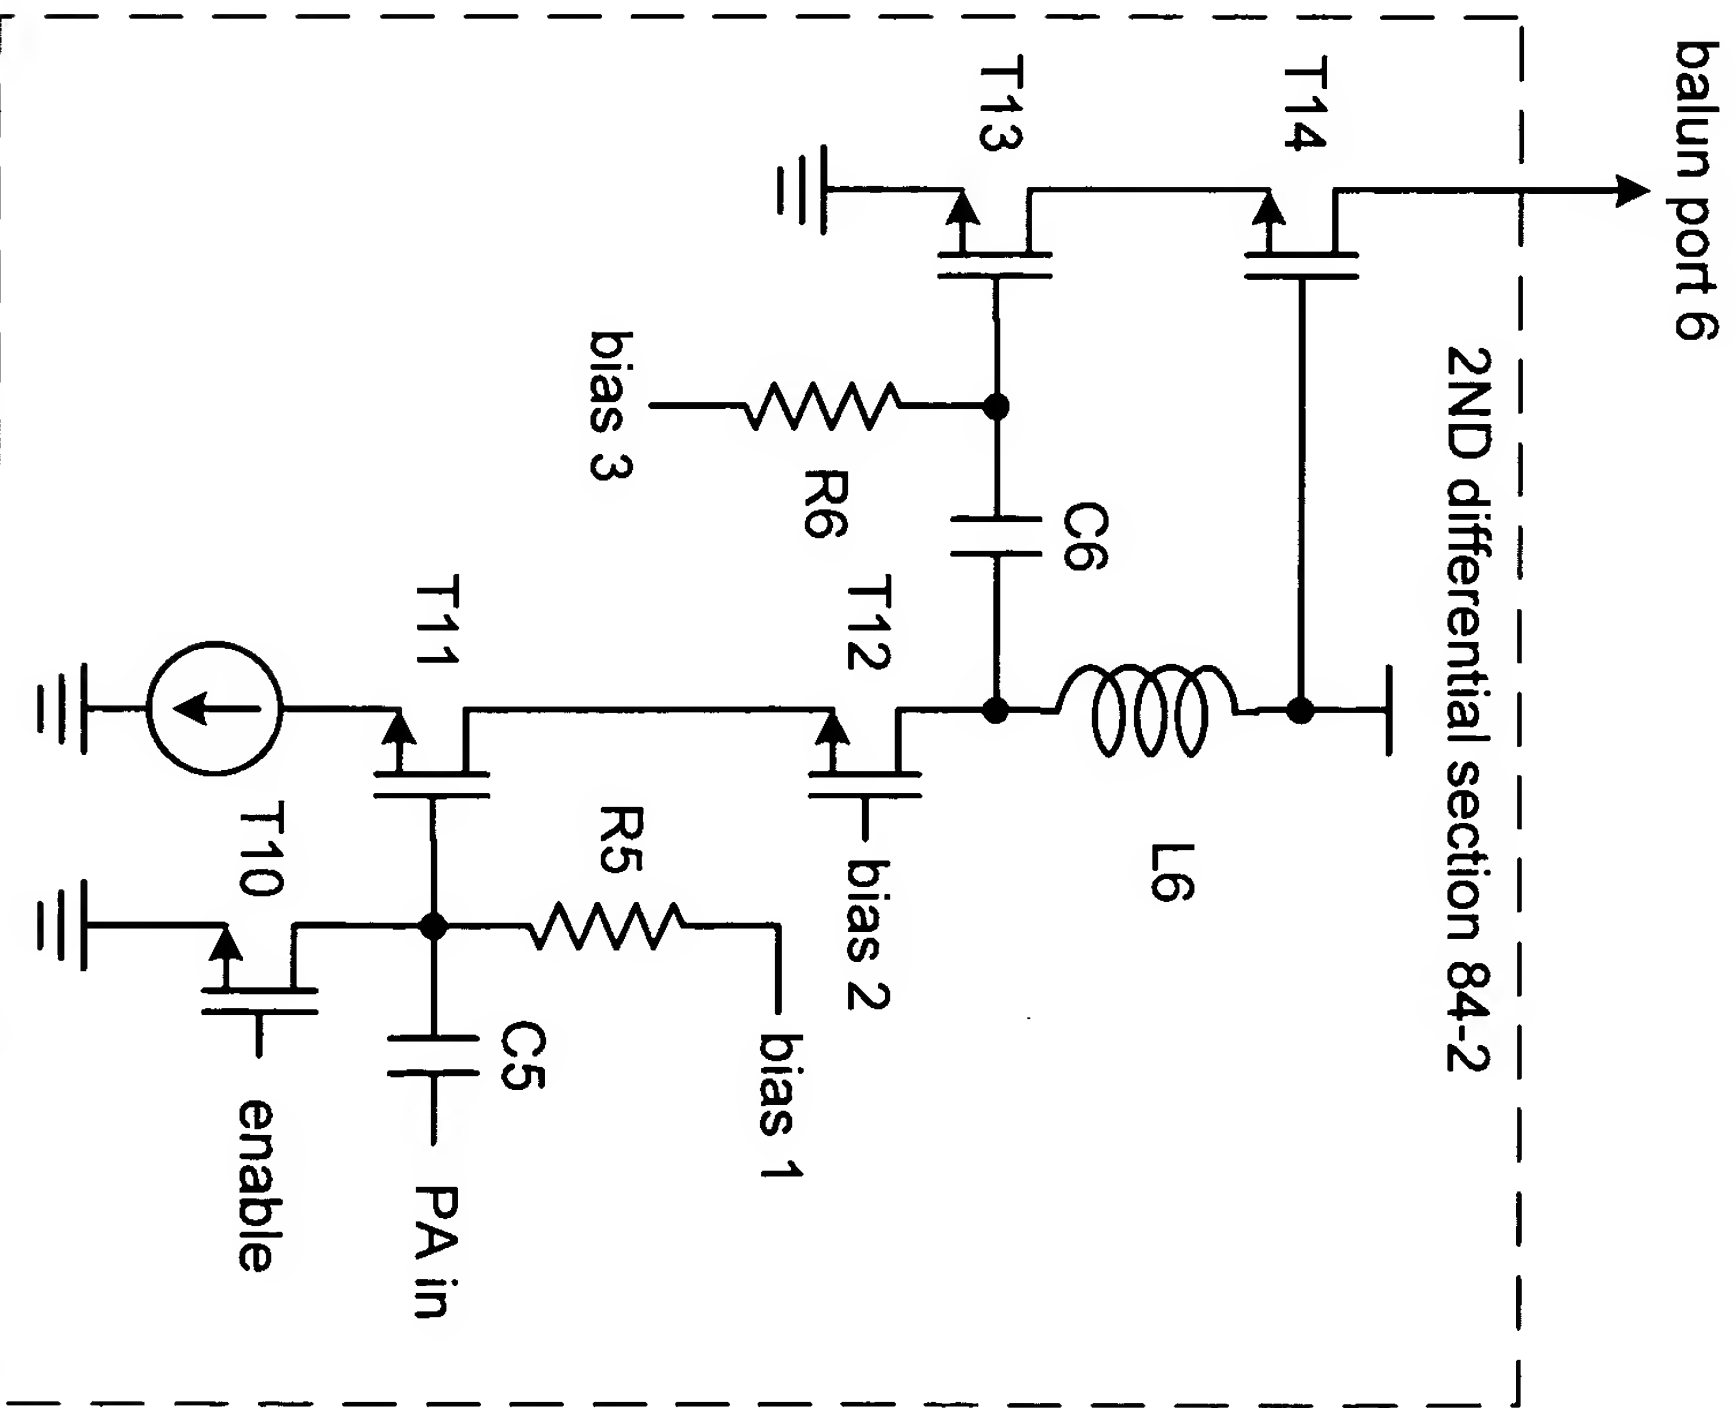 balun port 6
2ND differential section 84-2
T14
T13
C6
L6
R6
bias 3
T12
bias 2
bias 1
R5
T11
C5
PA in
T10
enable